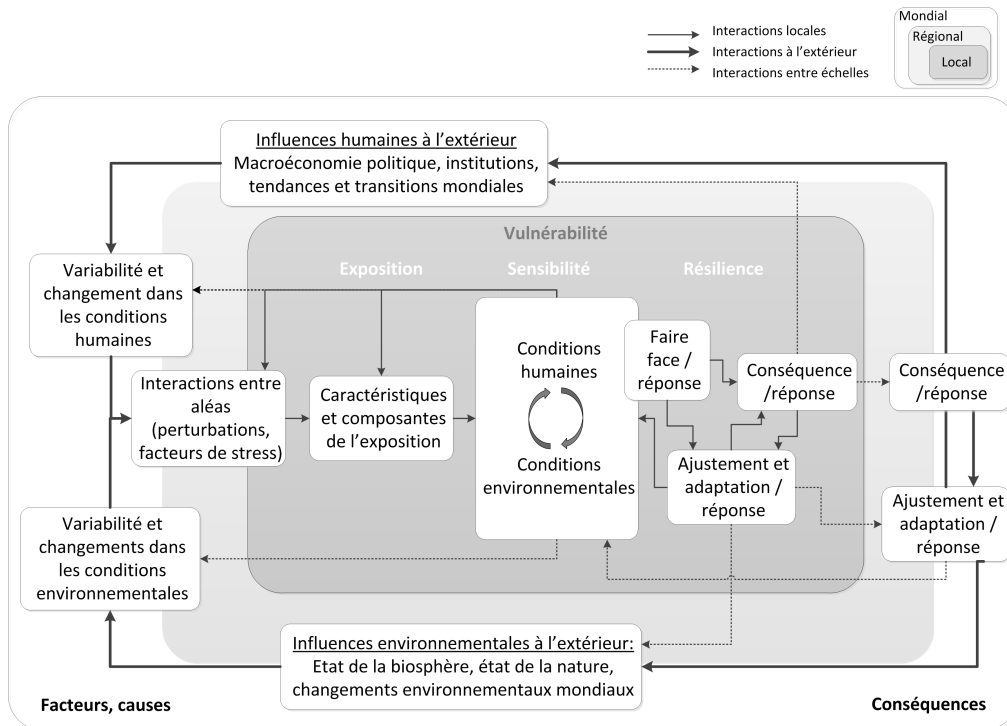 Interactions locales
Interactions à l'extérieur
Interactions entre échelles
Mondial
Régional
Local
Influences humaines à l'extérieur
Macroéconomie politique, institutions,
tendances et transitions mondiales
Vulnérabilité
Exposition
Sensibilité
Résilience
Variabilité et
changement dans
les conditions
humaines
Interactions entre
aléas
(perturbations,
facteurs de stress)
Caractéristiques
et composantes
de l'exposition
Conditions
humaines
Conditions
environnementales
Faire
face /
réponse
Conséquence
/réponse
Conséquence
/réponse
Ajustement et
adaptation /
réponse
Ajustement et
adaptation /
réponse
Variabilité et
changements dans
les conditions
environnementales
Influences environnementales à l'extérieur:
Etat de la biosphère, état de la nature,
changements environnementaux mondiaux
Facteurs, causes
Conséquences